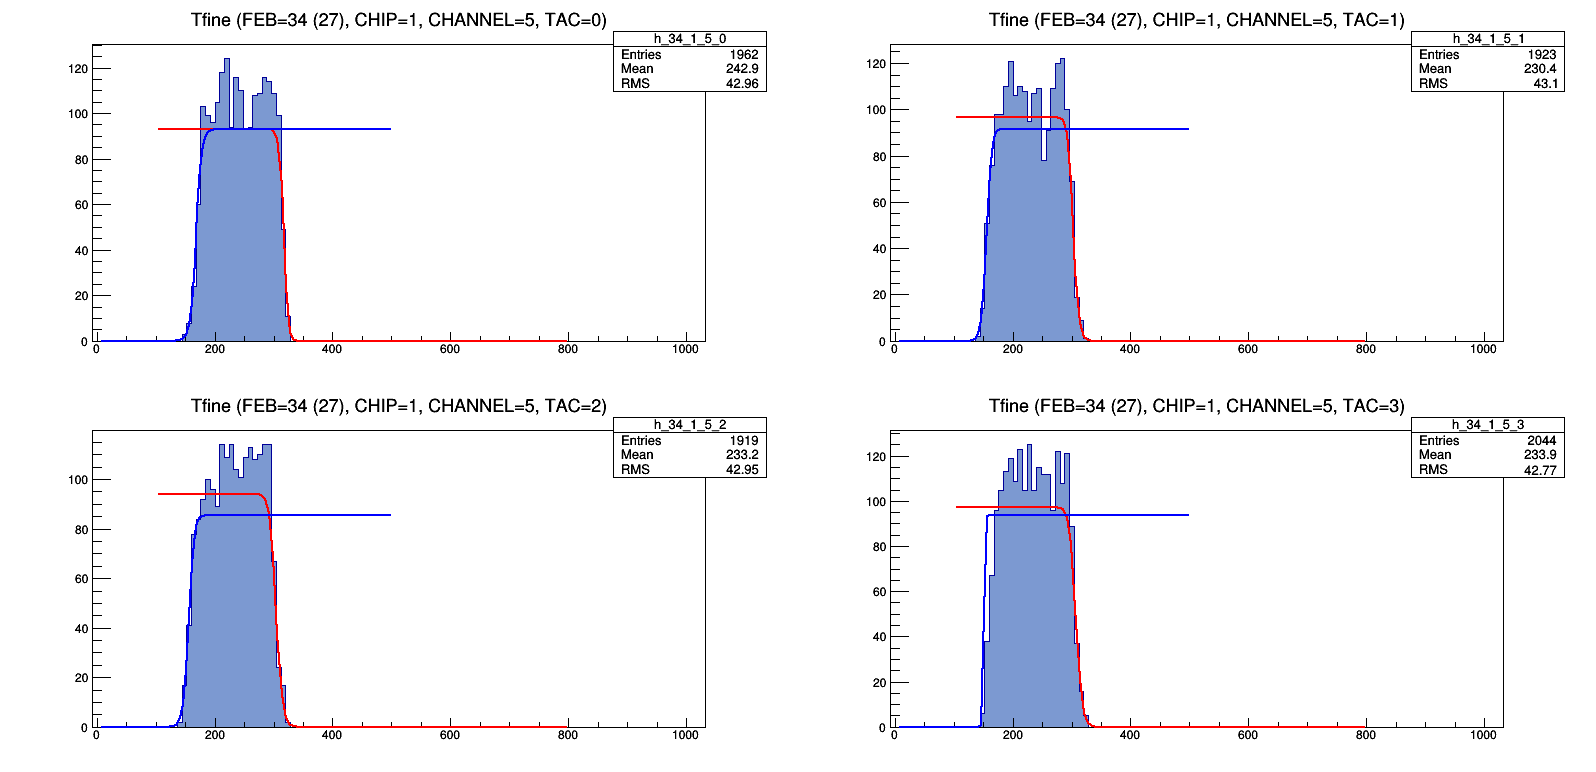 Tfine (FEB=34 (27), CHIP=1, CHANNEL=5, TAC=0)
h_34_1_5_0
Entries 1962
Mean 242.9
RMS 42.96
120
100
80
60
40
20
0
0 200 400 600 800 1000
Tfine (FEB=34 (27), CHIP=1, CHANNEL=5, TAC=1)
h_34_1_5_1
Entries 1923
Mean 230.4
RMS 43.1
120
100
80
60
40
20
0
0 200 400 600 800 1000
Tfine (FEB=34 (27), CHIP=1, CHANNEL=5, TAC=2)
h_34_1_5_2
Entries 1919
Mean 233.2
RMS 42.95
100
80
60
40
20
0
0 200 400 600 800 1000
Tfine (FEB=34 (27), CHIP=1, CHANNEL=5, TAC=3)
h_34_1_5_3
Entries 2044
Mean 233.9
RMS 42.77
120
100
80
60
40
20
0
0 200 400 600 800 1000